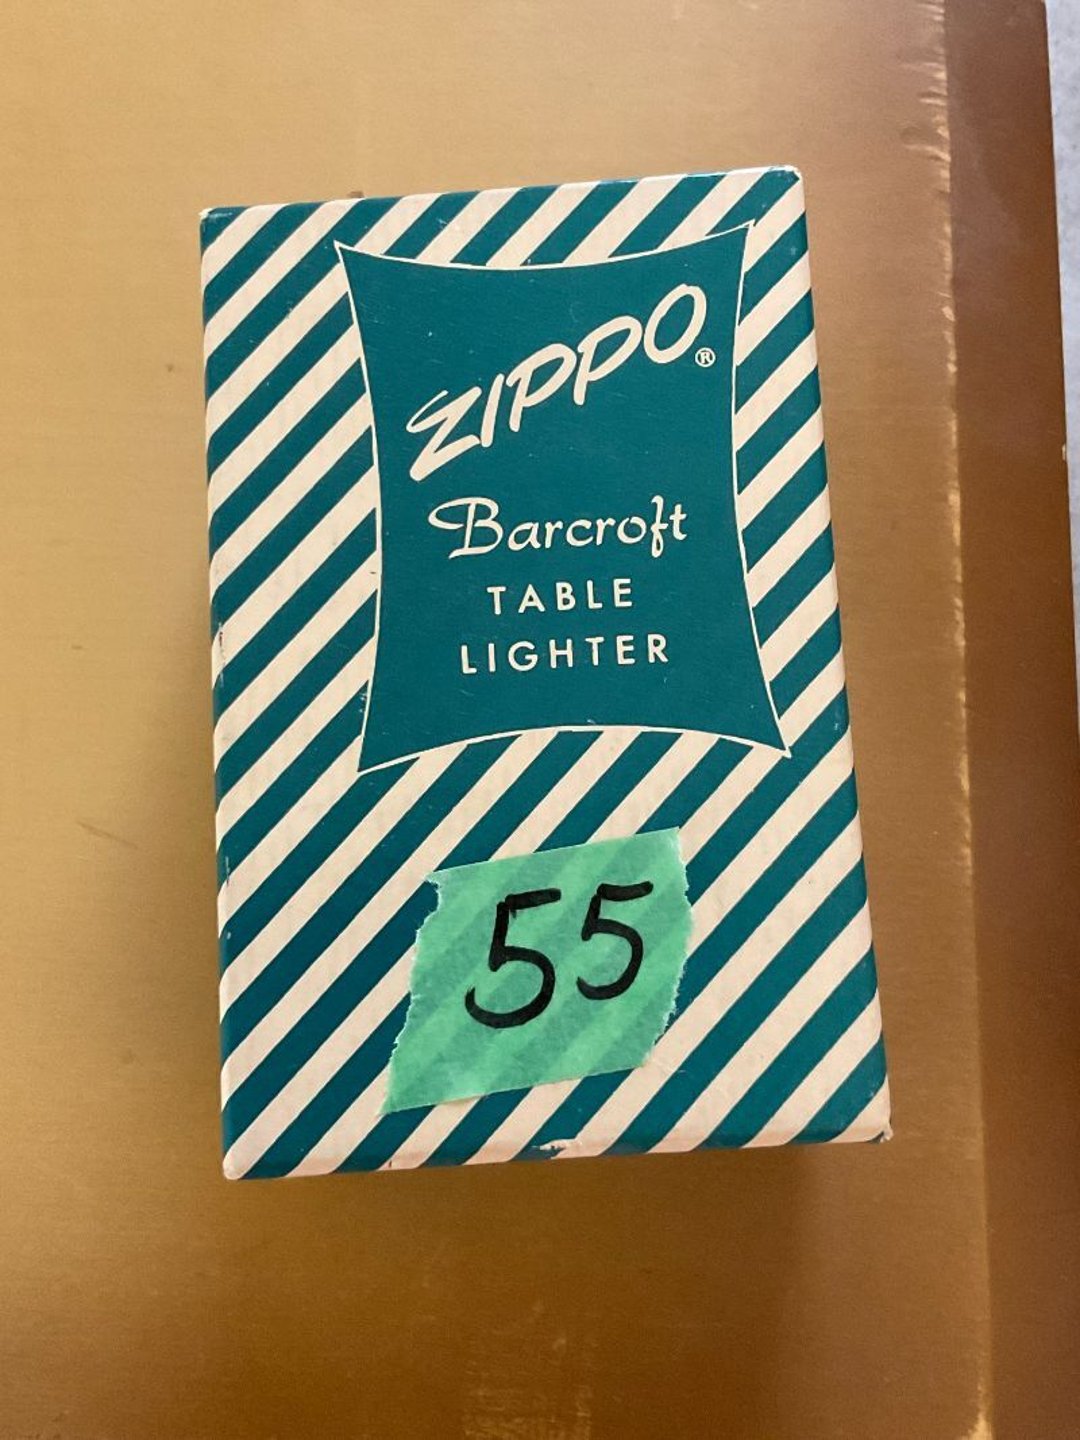 ZIPPO®
Barcroft
TABLE
LIGHTER
55